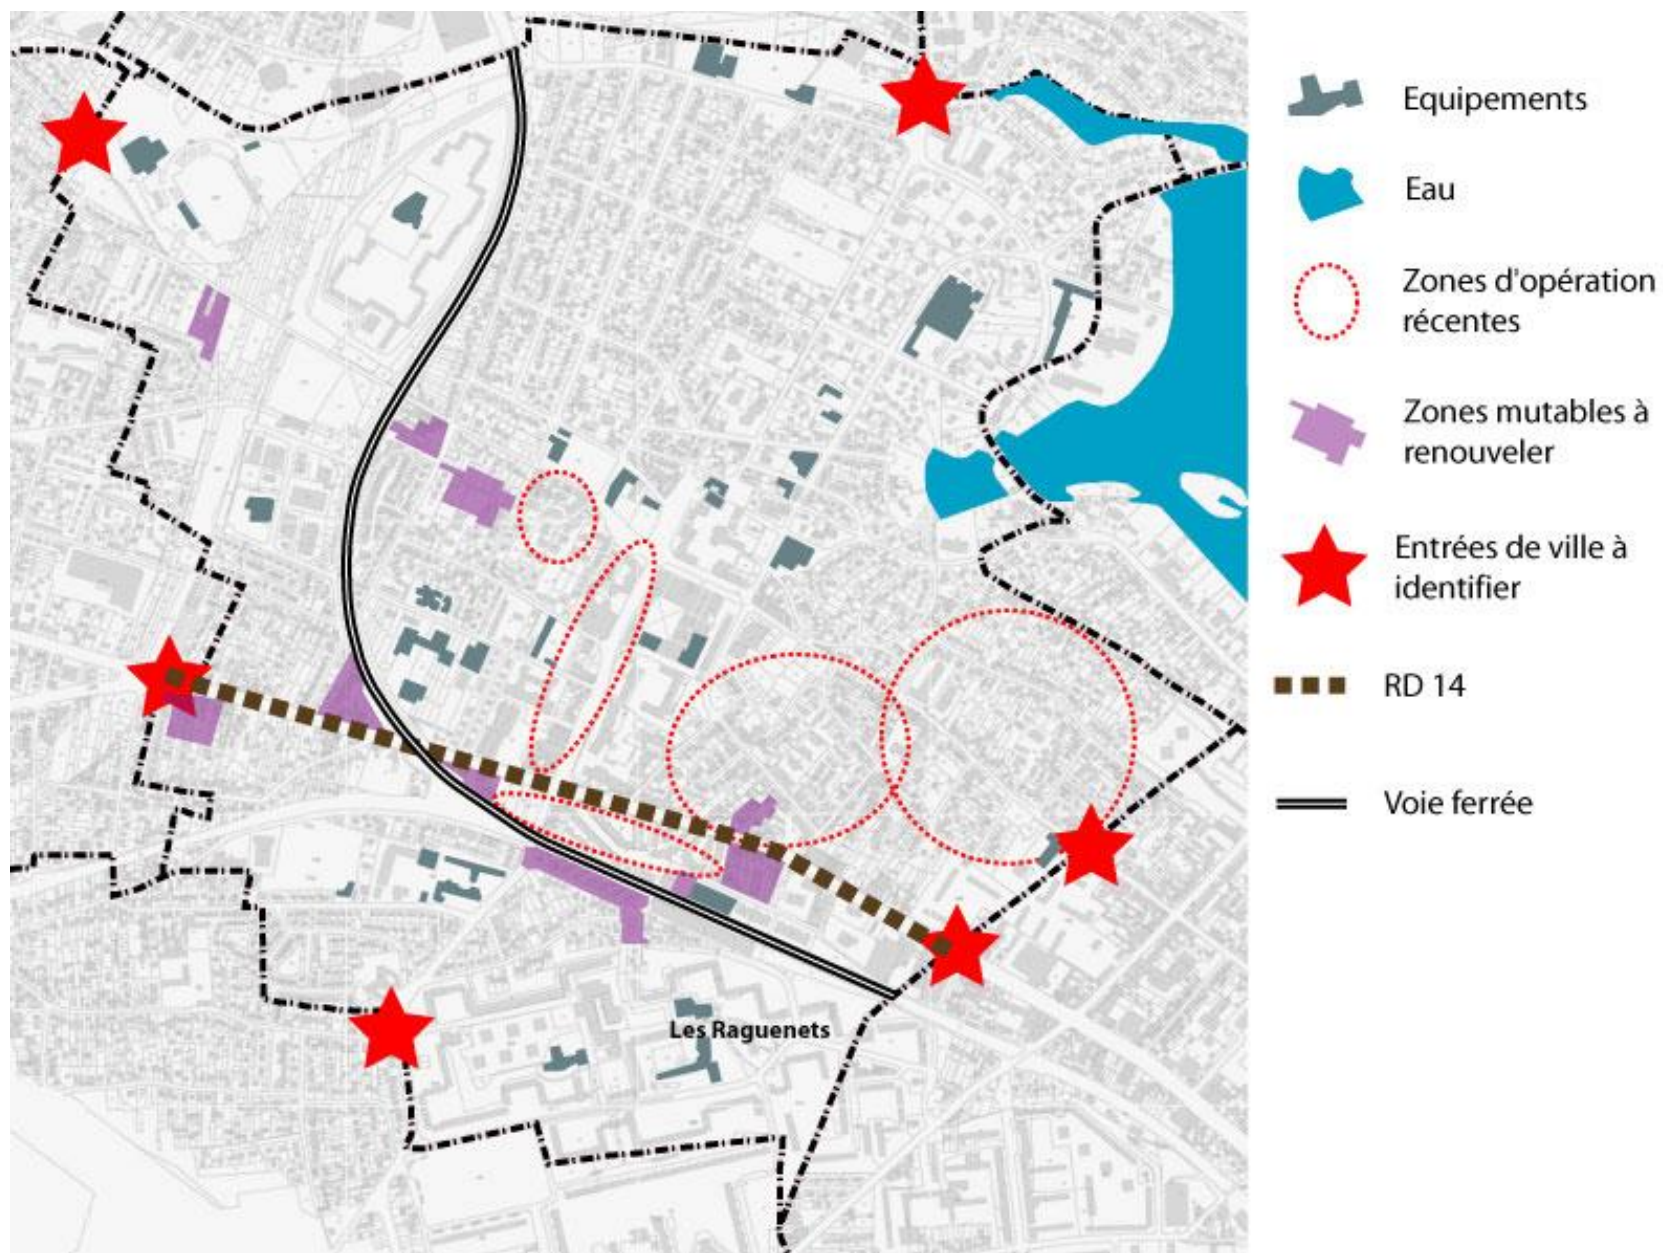 Equipements
Eau
Zones d'opération
récentes
Zones mutables à
renouveler
Entrées de ville à
identifier
RD 14
Voie ferrée
Les Raguenets